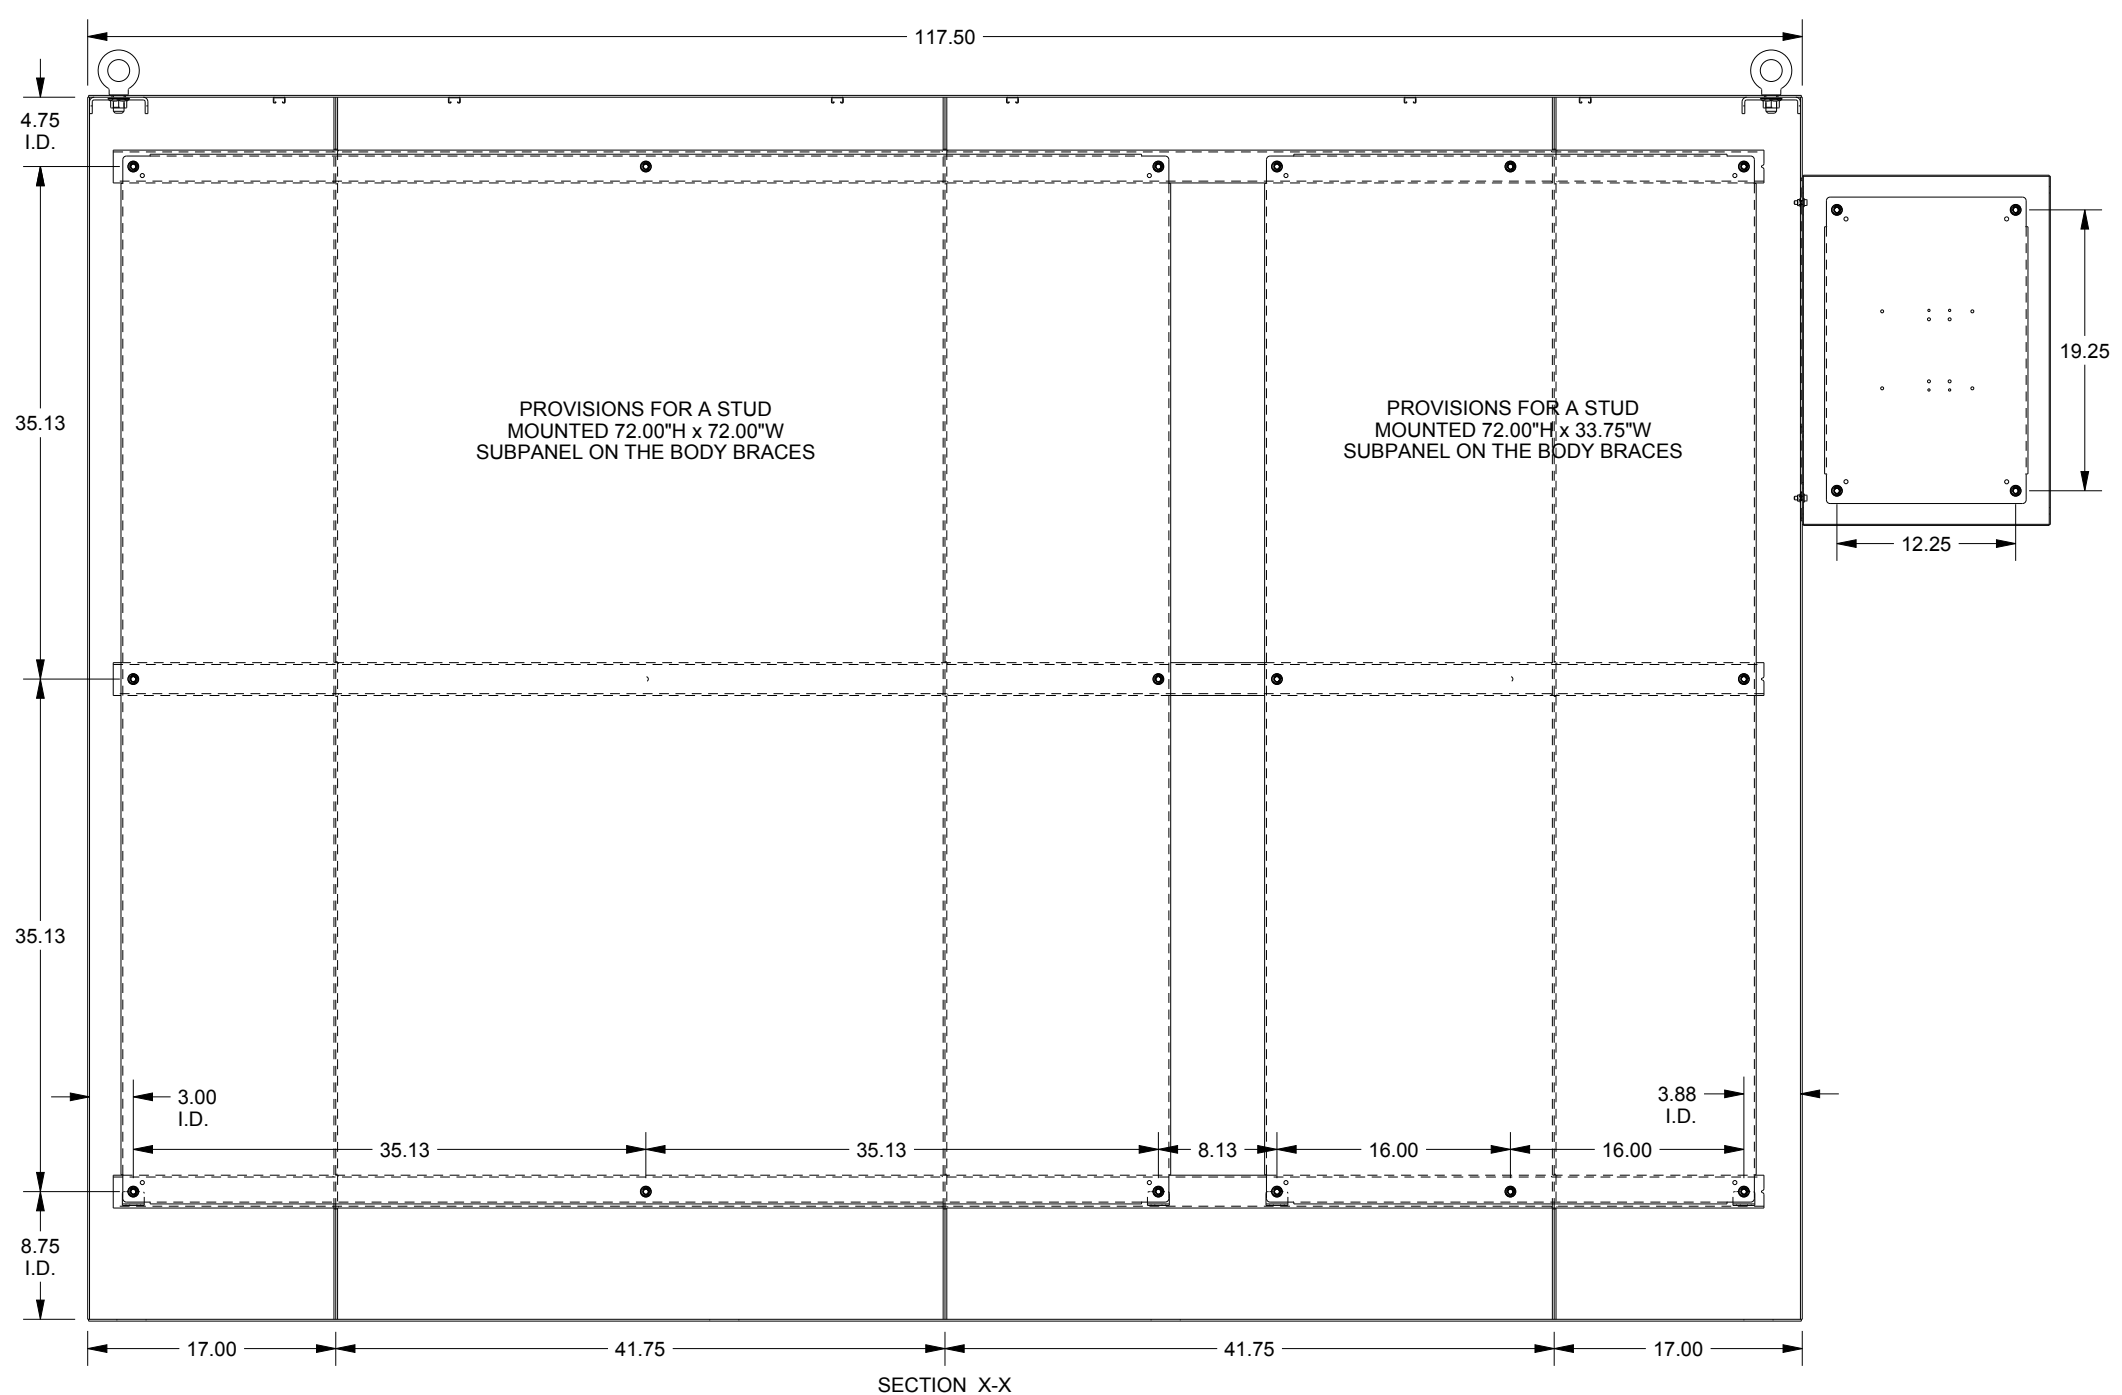 117.50
4.75
I.D.
35.13
PROVISIONS FOR A STUD
MOUNTED 72.00"H x 72.00"W
SUBPANEL ON THE BODY BRACES
PROVISIONS FOR A STUD
MOUNTED 72.00"H x 33.75"W
SUBPANEL ON THE BODY BRACES
19.25
12.25
35.13
3.00
I.D.
3.88
I.D.
35.13
35.13
8.13
16.00
16.00
8.75
I.D.
17.00
41.75
41.75
17.00
SECTION X-X